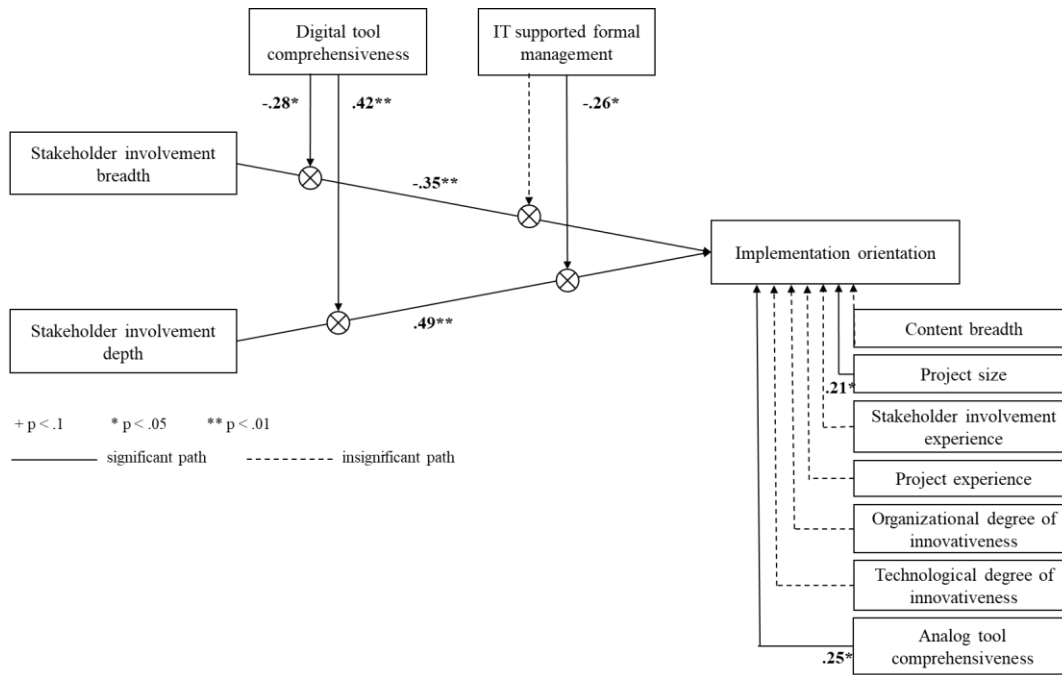 Digital tool
comprehensiveness
IT supported formal
management
-.28*
.42**
-.26*
Stakeholder involvement
breadth
-.35**
Implementation orientation
Stakeholder involvement
depth
.49**
Content breadth
Project size
.21*
Stakeholder involvement
experience
Project experience
Organizational degree of
innovativeness
Technological degree of
innovativeness
Analog tool
comprehensiveness
.25*
+ p < .1 * p < .05 ** p < .01
significant path insignificant path